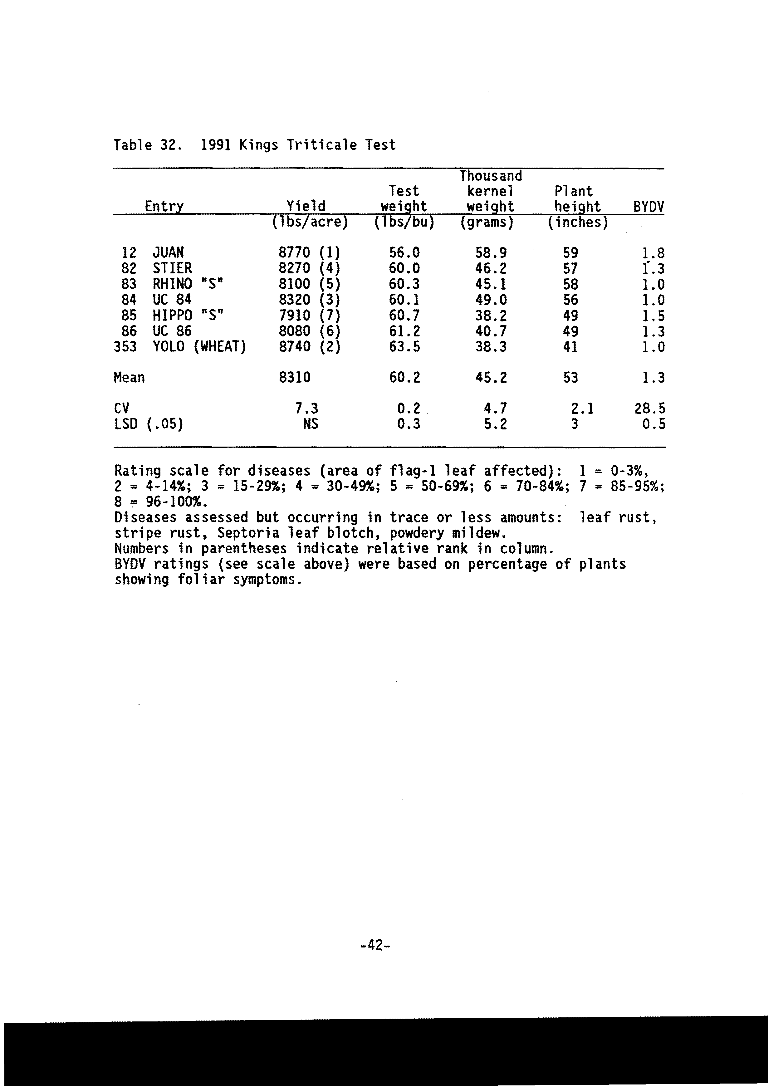 Table 32. 1991 Kings Triticale Test
Thousand
Test kernel Plant
Entry Yield weight weight height BYDV
(lbs/acre) (lbs/bu) (grams) (inches)
12 JUAN 8770 (1) 56.0 58.9 59 1.8
82 STIER 8270 (4) 60.0 46.2 57 1.3
83 RHINO "S" 8100 (5) 60.3 45.1 58 1.0
84 UC 84 8320 (3) 60.1 49.0 56 1.0
85 HIPPO "S" 7910 (7) 60.7 38.2 49 1.5
86 UC 86 8080 (6) 61.2 40.7 49 1.3
353 YOLO (WHEAT) 8740 (2) 63.5 38.3 41 1.0
Mean 8310 60.2 45.2 53 1.3
CV 7.3 0.2 4.7 2.1 28.5
LSD (.05) NS 0.3 5.2 3 0.5
Rating scale for diseases (area of flag-1 leaf affected): 1 = 0-3%,
2 = 4-14%; 3 = 15-29%; 4 = 30-49%; 5 = 50-69%; 6 = 70-84%; 7 = 85-95%;
8 = 96-100%.
Diseases assessed but occurring in trace or less amounts: leaf rust,
stripe rust, Septoria leaf blotch, powdery mildew.
Numbers in parentheses indicate relative rank in column.
BYDV ratings (see scale above) were based on percentage of plants
showing foliar symptoms.
-42-